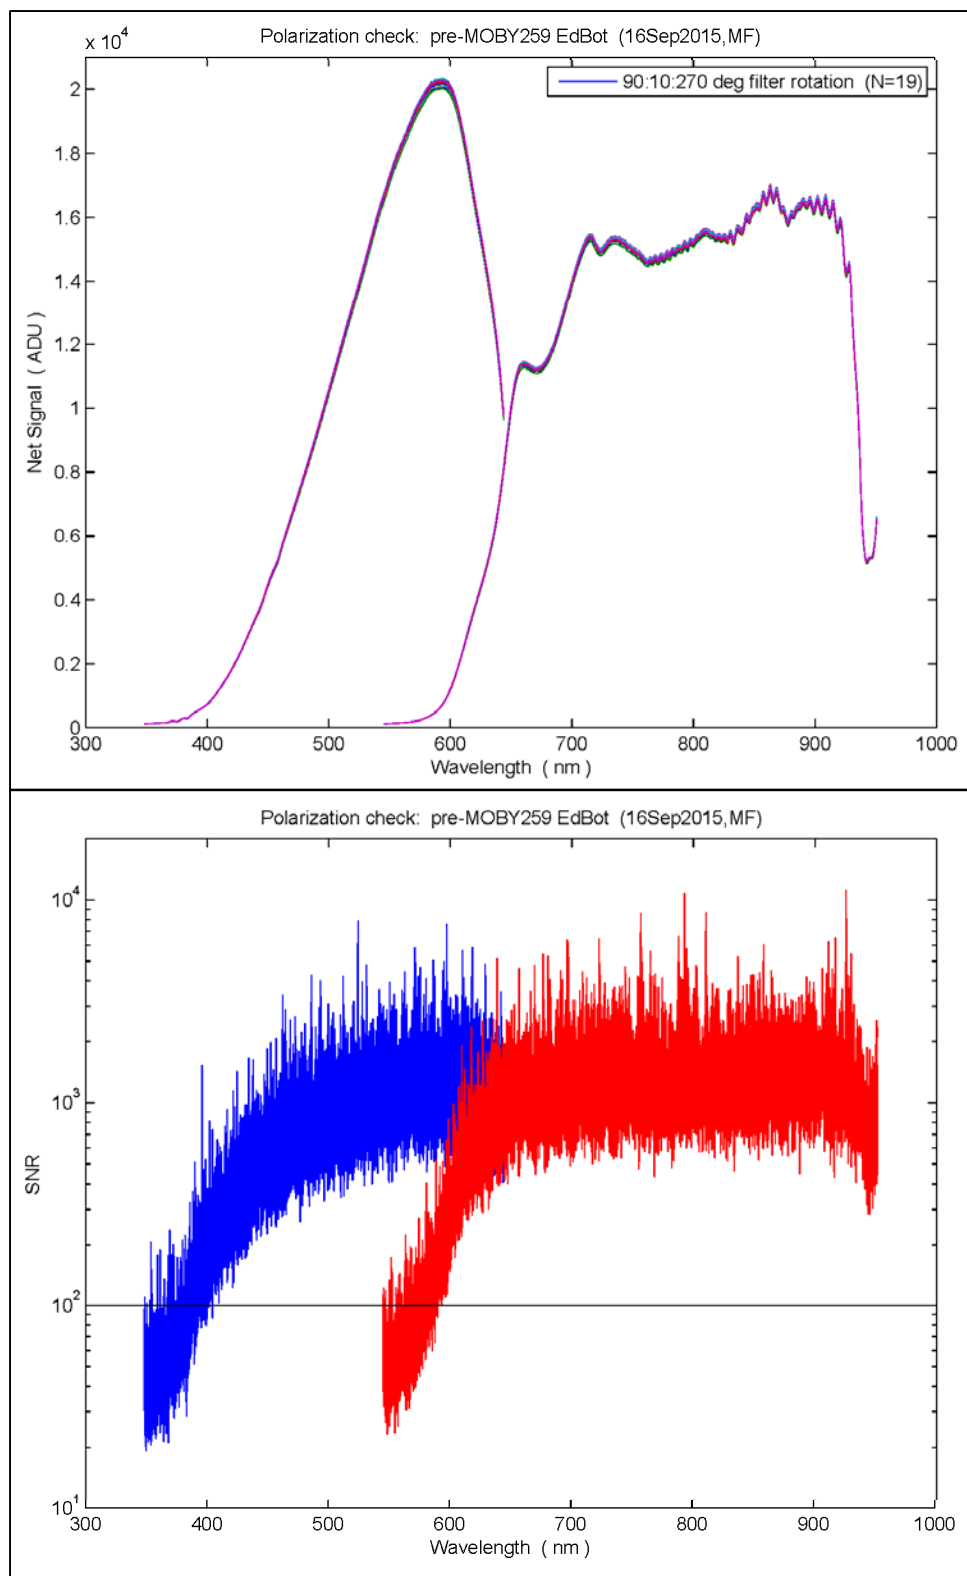 Polarization check: pre-MOBY259 EdBot (16Sep2015,MF)
x 10^4
90:10:270 deg filter rotation (N=19)
2
1.8
1.6
1.4
1.2
1
0.8
0.6
0.4
0.2
0
Net Signal ( ADU )
300 400 500 600 700 800 900 1000
Wavelength ( nm )
Polarization check: pre-MOBY259 EdBot (16Sep2015,MF)
10^4
10^3
10^2
10^1
SNR
300 400 500 600 700 800 900 1000
Wavelength ( nm )